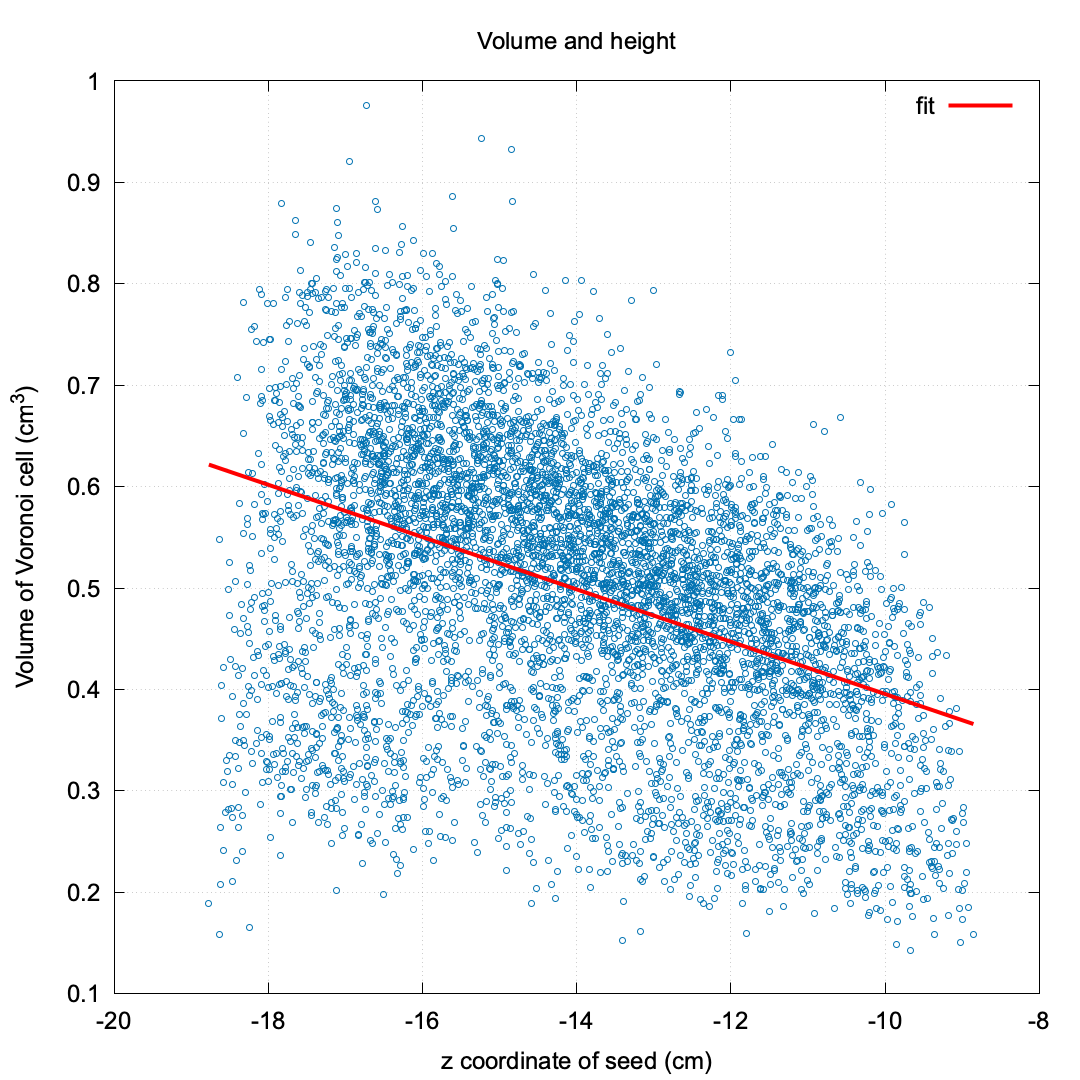 Volume and height
fit
1
0.9
0.8
0.7
0.6
0.5
0.4
0.3
0.2
0.1
Volume of Voronoi cell (cm³)
-20 -18 -16 -14 -12 -10 -8
z coordinate of seed (cm)